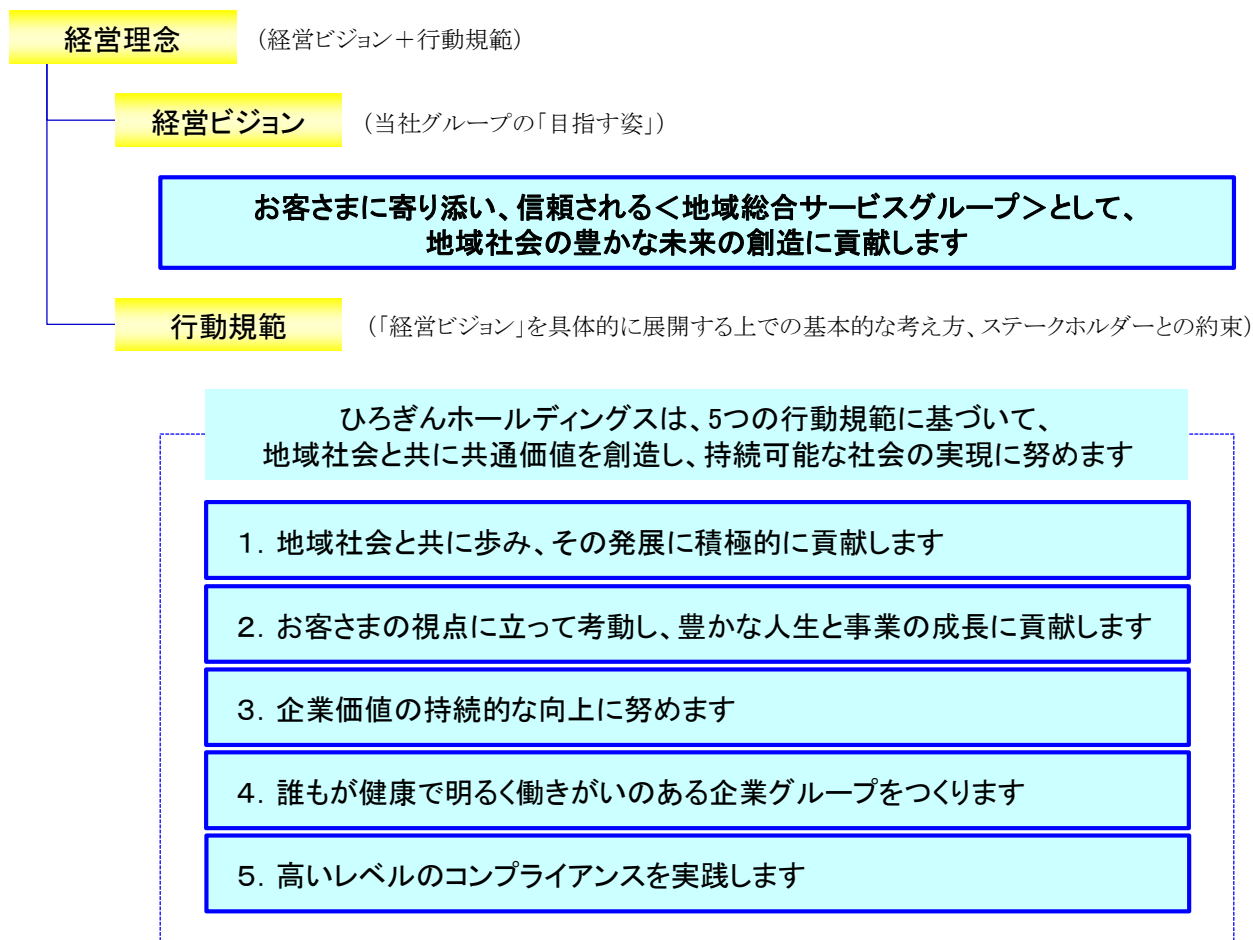 経営理念 (経営ビジョン+行動規範)
経営ビジョン (当社グループの「目指す姿」)
お客さまに寄り添い、信頼される<地域総合サービスグループ>として、
地域社会の豊かな未来の創造に貢献します
行動規範 (「経営ビジョン」を具体的に展開する上での基本的な考え方、ステークホルダーとの約束)
ひろぎんホールディングスは、5つの行動規範に基づいて、
地域社会と共に共通価値を創造し、持続可能な社会の実現に努めます
1. 地域社会と共に歩み、その発展に積極的に貢献します
2. お客さまの視点に立って考動し、豊かな人生と事業の成長に貢献します
3. 企業価値の持続的な向上に努めます
4. 誰もが健康で明るく働きがいのある企業グループをつくります
5. 高いレベルのコンプライアンスを実践します